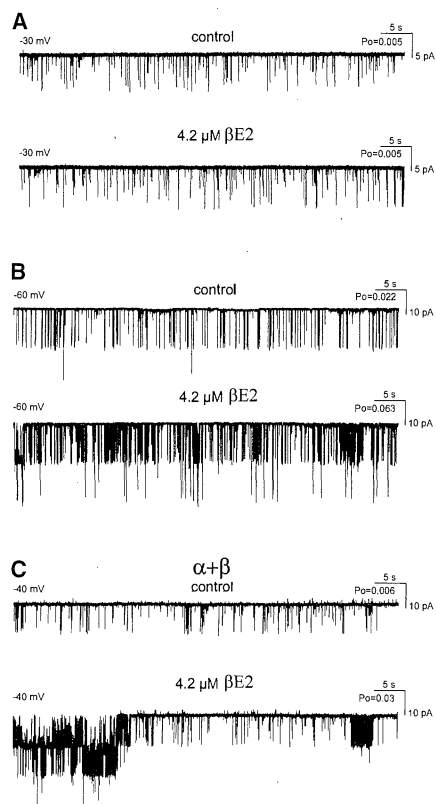 A
control
5 s
-30 mV
Po=0.005
5 pA
4.2 µM βE2
5 s
-30 mV
Po=0.005
5 pA
B
control
5 s
-60 mV
Po=0.022
10 pA
4.2 µM βE2
5 s
-60 mV
Po=0.063
10 pA
C
α+β
control
5 s
-40 mV
Po=0.006
10 pA
4.2 µM βE2
5 s
-40 mV
Po=0.03
10 pA